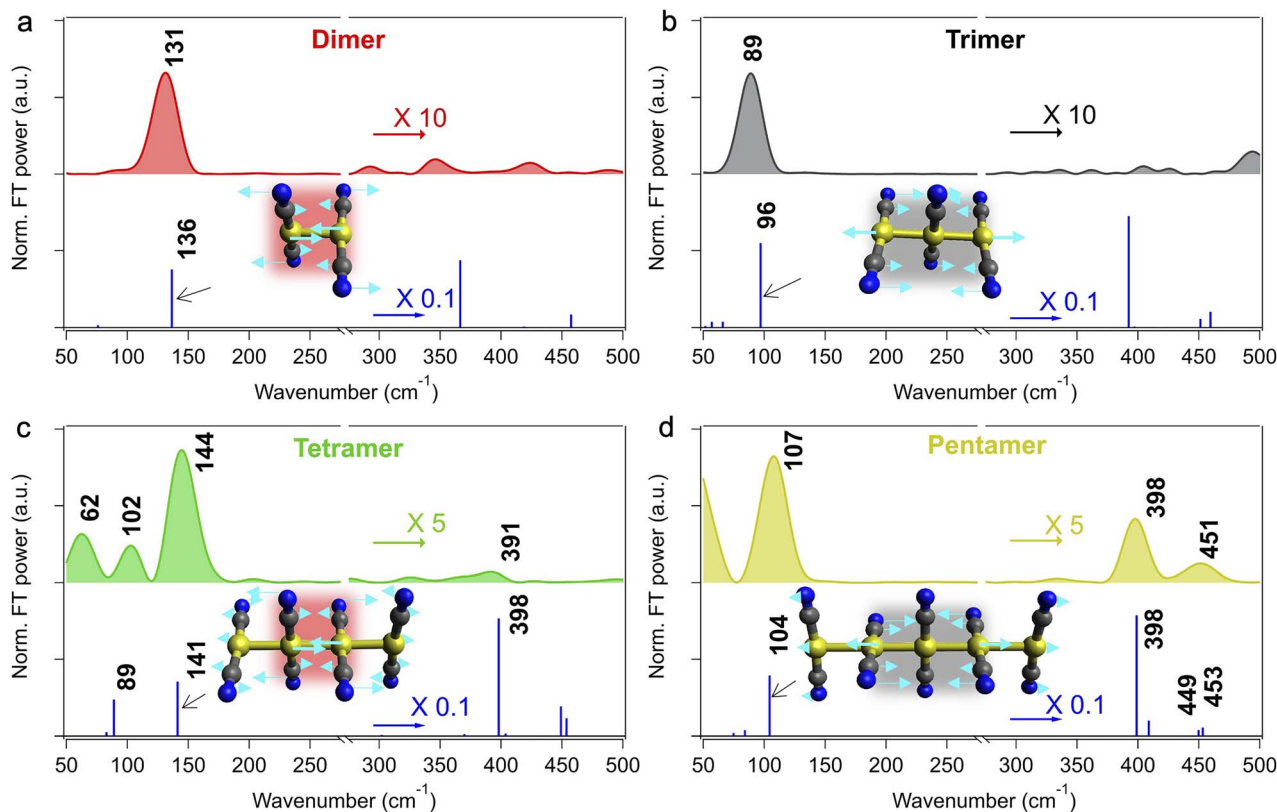 a
Dimer
131
X 10
136
X 0.1
Norm. FT power (a.u.)
50 100 150 200 250 300 350 400 450 500
Wavenumber (cm⁻¹)
b
Trimer
89
X 10
96
X 0.1
Norm. FT power (a.u.)
50 100 150 200 250 300 350 400 450 500
Wavenumber (cm⁻¹)
c
Tetramer
62
102
144
X 5
391
89
141
398
X 0.1
Norm. FT power (a.u.)
50 100 150 200 250 300 350 400 450 500
Wavenumber (cm⁻¹)
d
Pentamer
107
X 5
398
451
104
398
449
453
X 0.1
Norm. FT power (a.u.)
50 100 150 200 250 300 350 400 450 500
Wavenumber (cm⁻¹)